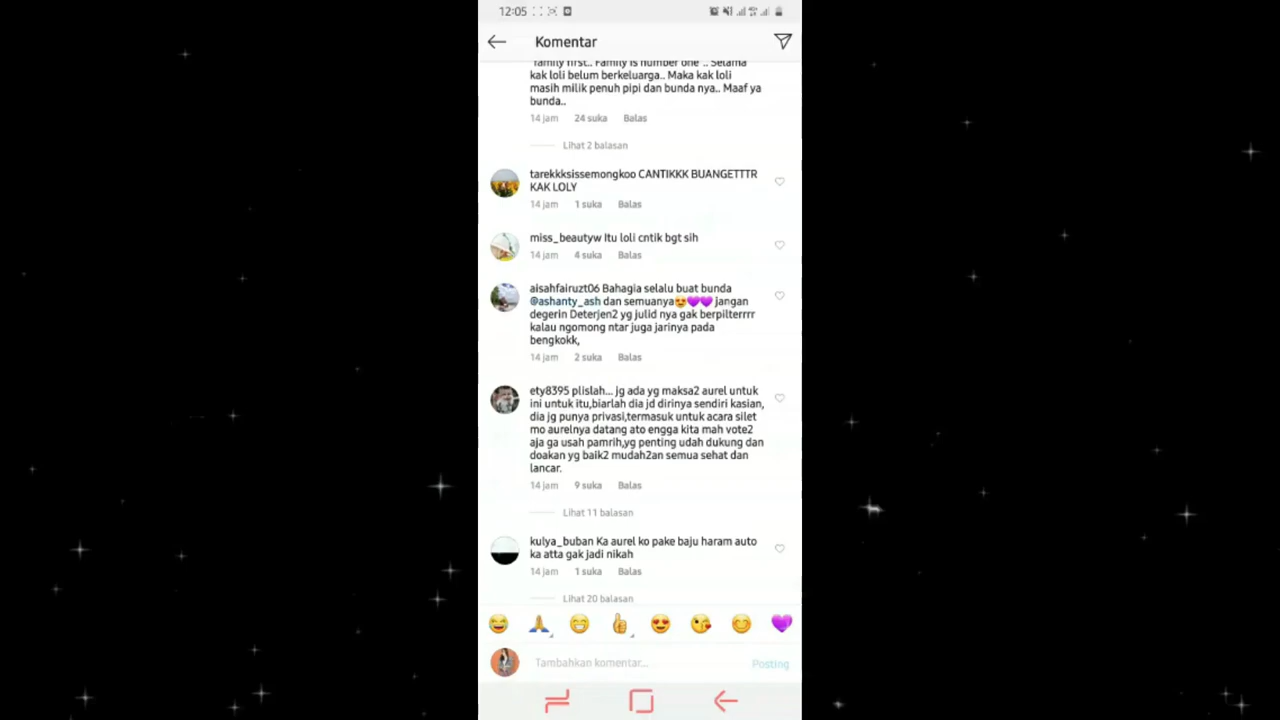 12:05
Komentar
"family first.. Family is number one".. Selama
kak loli belum berkeluarga.. Maka kak loli
masih milik penuh pipi dan bunda nya.. Maaf ya
bunda..
14 jam 24 suka Balas
Lihat 2 balasan
tarekkksissemongkoo CANTIKKK BUANGETTTR
KAK LOLY
14 jam 1 suka Balas
miss_beautyw Itu loli cntik bgt sih
14 jam 4 suka Balas
aisahfairuzt06 Bahagia selalu buat bunda
@ashanty_ash dan semuanya😍💜💜 jangan
degerin Deterjen2 yg julid nya gak berpilterrrr
kalau ngomong ntar juga jarinya pada
bengkokk,
14 jam 2 suka Balas
ety8395 plislah... jg ada yg maksa2 aurel untuk
ini untuk itu,biarlah dia jd dirinya sendiri kasian,
dia jg punya privasi,termasuk untuk acara silet
mo aurelnya datang ato engga kita mah vote2
aja ga usah pamrih,yg penting udah dukung dan
doakan yg baik2 mudah2an semua sehat dan
lancar.
14 jam 9 suka Balas
Lihat 11 balasan
kulya_buban Ka aurel ko pake baju haram auto
ka atta gak jadi nikah
14 jam 1 suka Balas
Lihat 20 balasan
Tambahkan komentar... Posting